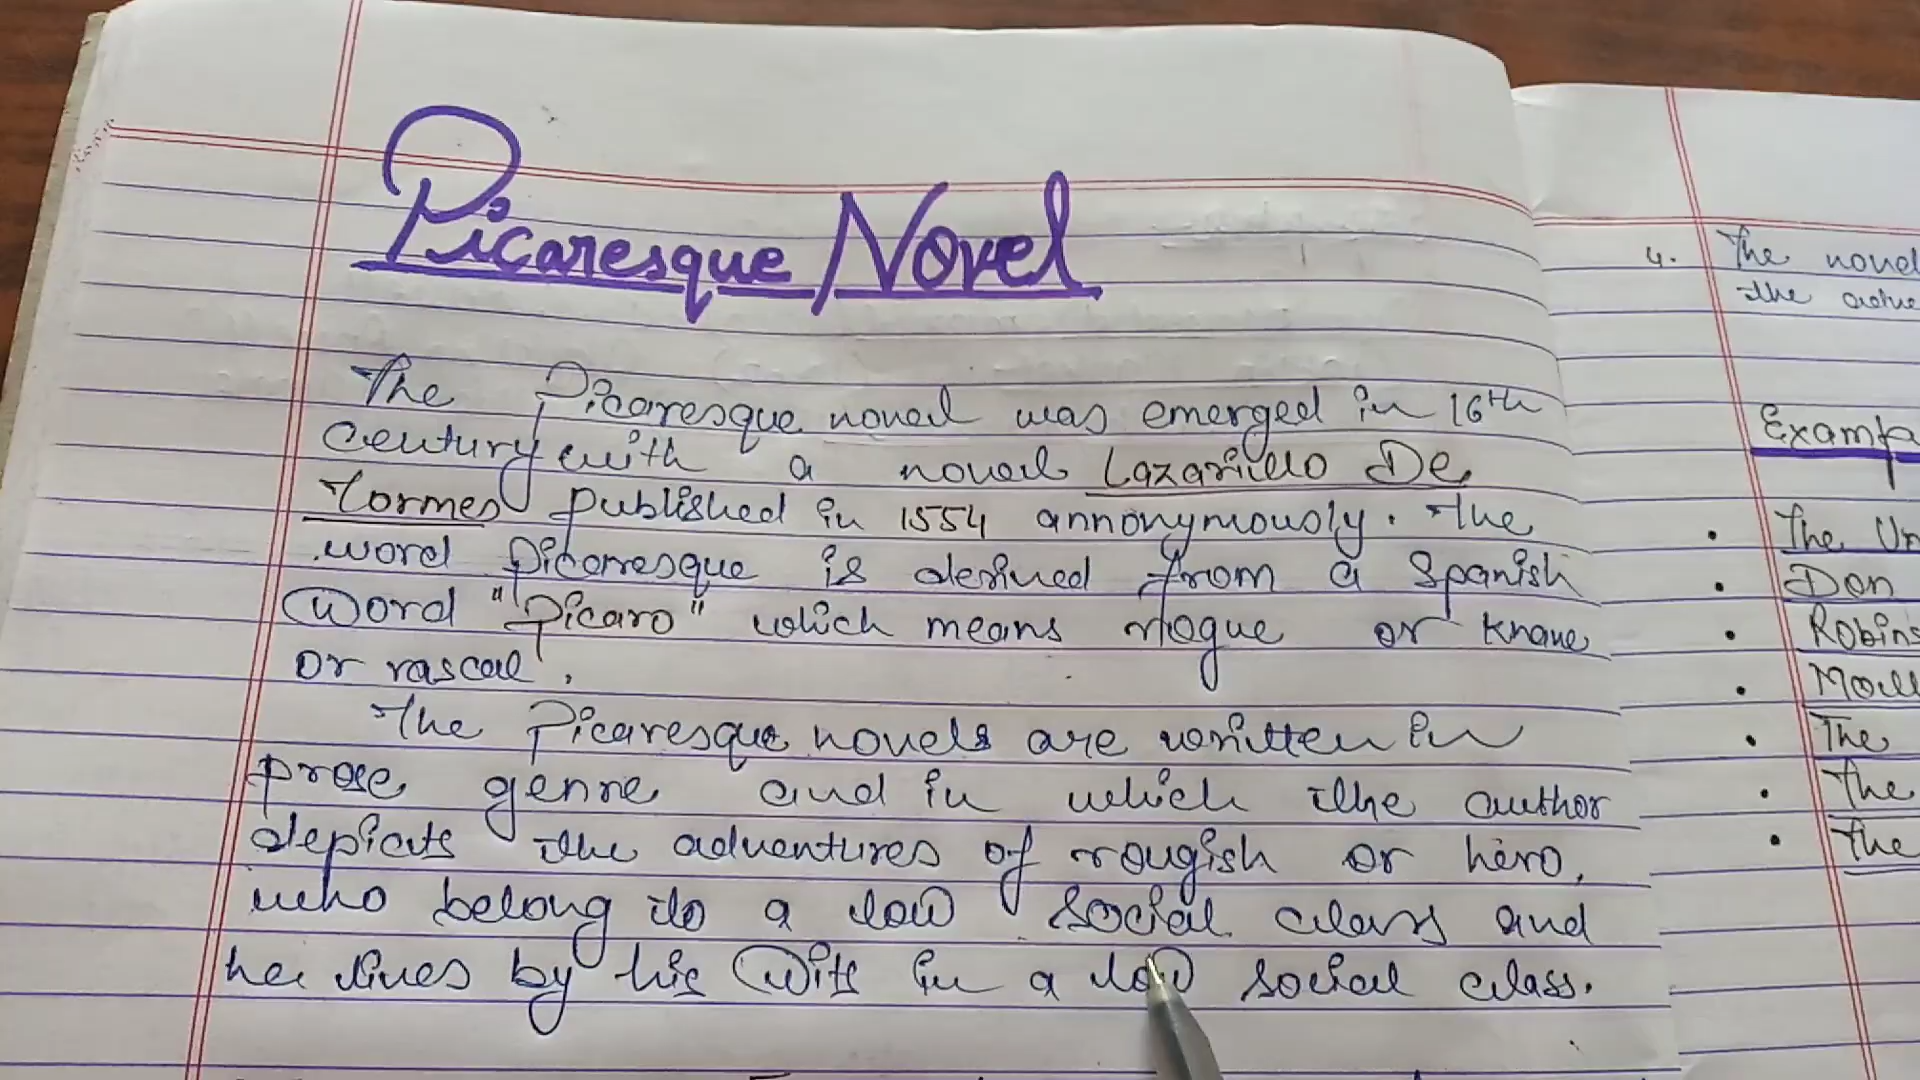 Picaresque Novel
The Picaresque novel was emerged in 16th
century with a novel Lazarillo De
Tormes published in 1554 annonymously. The
word picaresque is derived from a Spanish
word "Picaro" which means rogue or knave
or rascal.
The Picaresque novels are written in
prose genre and in which the author
depicts the adventures of rougish or hero,
who belong to a low social class and
he lives by his wits in a low social class.
4. The novel
the
Examp
• The Un
• Don
• Robins
• Moll
• The
• The
• The